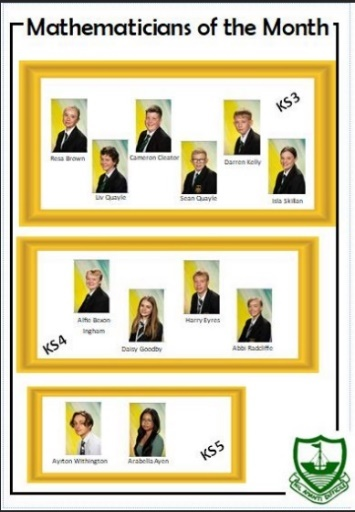 Mathematicians of the Month
KS3
Rosa Brown
Cameron Cleator
Darren Kelly
Liv Quayle
Sean Quayle
Isla Skillan
Alfie Bevon
Ingham
Harry Eyres
Daisy Goodby
Abbi Radcliffe
KS4
Ayrton Withington
Arabella Ayen
KS5